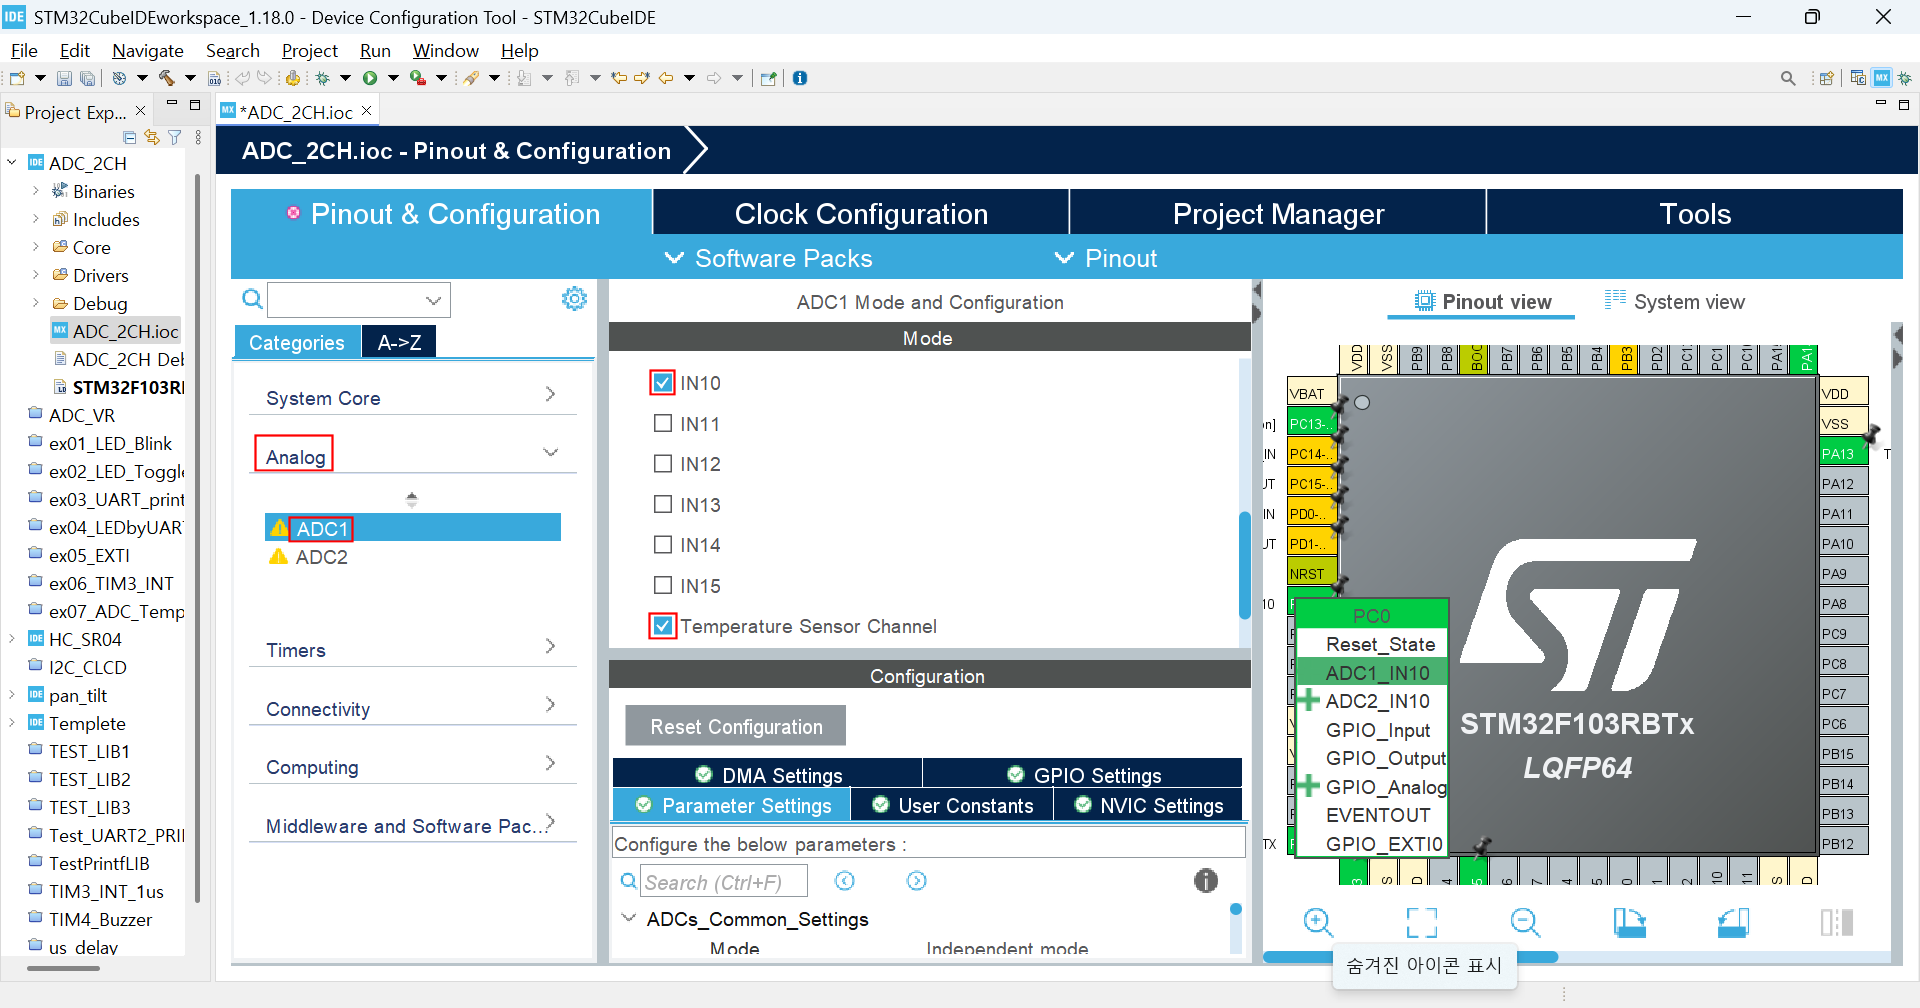 STM32CubeIDEworkspace_1.18.0 - Device Configuration Tool - STM32CubeIDE
File Edit Navigate Search Project Run Window Help
Project Exp...
*ADC_2CH.ioc
ADC_2CH
Binaries
Includes
Core
Drivers
Debug
ADC_2CH.ioc
ADC_2CH Del
STM32F103RI
ADC_VR
ex01_LED_Blink
ex02_LED_Toggle
ex03_UART_print
ex04_LEDbyUAR
ex05_EXTI
ex06_TIM3_INT
ex07_ADC_Temp
HC_SR04
I2C_CLCD
pan_tilt
Templete
TEST_LIB1
TEST_LIB2
TEST_LIB3
Test_UART2_PRI
TestPrintfLIB
TIM3_INT_1us
TIM4_Buzzer
us_delay
ADC_2CH.ioc - Pinout & Configuration
Pinout & Configuration
Clock Configuration
Project Manager
Tools
Software Packs
Pinout
Categories
A->Z
System Core
Analog
ADC1
ADC2
Timers
Connectivity
Computing
Middleware and Software Pac...
ADC1 Mode and Configuration
Mode
IN10
IN11
IN12
IN13
IN14
IN15
Temperature Sensor Channel
Configuration
Reset Configuration
DMA Settings
GPIO Settings
Parameter Settings
User Constants
NVIC Settings
Configure the below parameters :
Search (Ctrl+F)
ADCs_Common_Settings
Mode Independent mode
Pinout view
System view
VDD VSS PB9 PB8 BOO PB7 PB6 PB5 PB4 PB3 PD2 PC1 PC1 PC1 PA1 PA1
VBAT
PC13-..
PC14-..
PC15-..
PD0-..
PD1-..
NRST
PC0
Reset_State
ADC1_IN10
ADC2_IN10
GPIO_Input
GPIO_Output
GPIO_Analog
EVENTOUT
GPIO_EXTI0
STM32F103RBTx
LQFP64
VDD
VSS
PA13
PA12
PA11
PA10
PA9
PA8
PC9
PC8
PC7
PC6
PB15
PB14
PB13
PB12
숨겨진 아이콘 표시